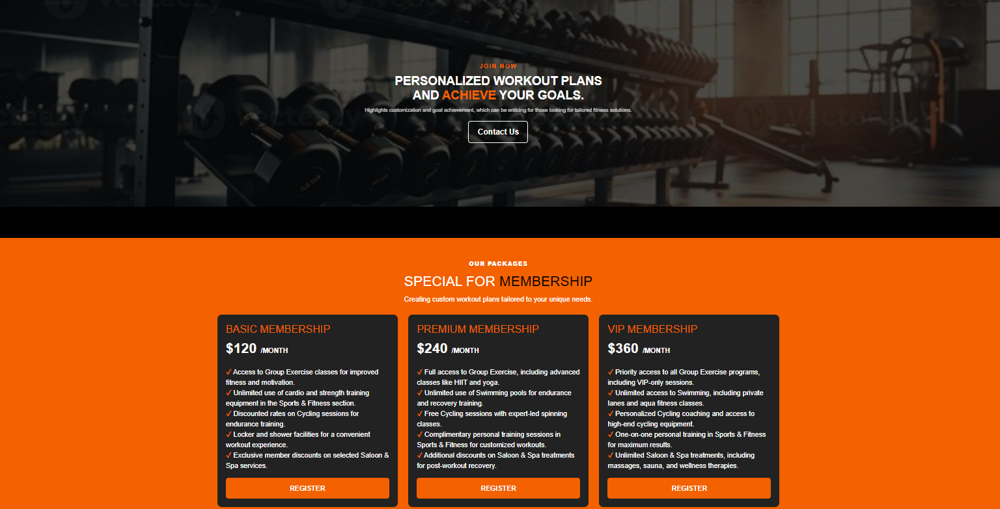 JOIN NOW
PERSONALIZED WORKOUT PLANS
AND ACHIEVE YOUR GOALS.
Highlights customization and goal achievement, which can be enticing for those looking for tailored fitness solutions.
Contact Us
OUR PACKAGES
SPECIAL FOR MEMBERSHIP
Creating custom workout plans tailored to your unique needs.
BASIC MEMBERSHIP
$120 /MONTH
✓ Access to Group Exercise classes for improved
fitness and motivation.
✓ Unlimited use of cardio and strength training
equipment in the Sports & Fitness section.
✓ Discounted rates on Cycling sessions for
endurance training.
✓ Locker and shower facilities for a convenient
workout experience.
✓ Exclusive member discounts on selected Saloon &
Spa services.
REGISTER
PREMIUM MEMBERSHIP
$240 /MONTH
✓ Full access to Group Exercise, including advanced
classes like HIIT and yoga.
✓ Unlimited use of Swimming pools for endurance
and recovery training.
✓ Free Cycling sessions with expert-led spinning
classes.
✓ Complimentary personal training sessions in
Sports & Fitness for customized workouts.
✓ Additional discounts on Saloon & Spa treatments
for post-workout recovery.
REGISTER
VIP MEMBERSHIP
$360 /MONTH
✓ Priority access to all Group Exercise programs,
including VIP-only sessions.
✓ Unlimited access to Swimming, including private
lanes and aqua fitness classes.
✓ Personalized Cycling coaching and access to
high-end cycling equipment.
✓ One-on-one personal training in Sports & Fitness
for maximum results.
✓ Unlimited Saloon & Spa treatments, including
massages, sauna, and wellness therapies.
REGISTER